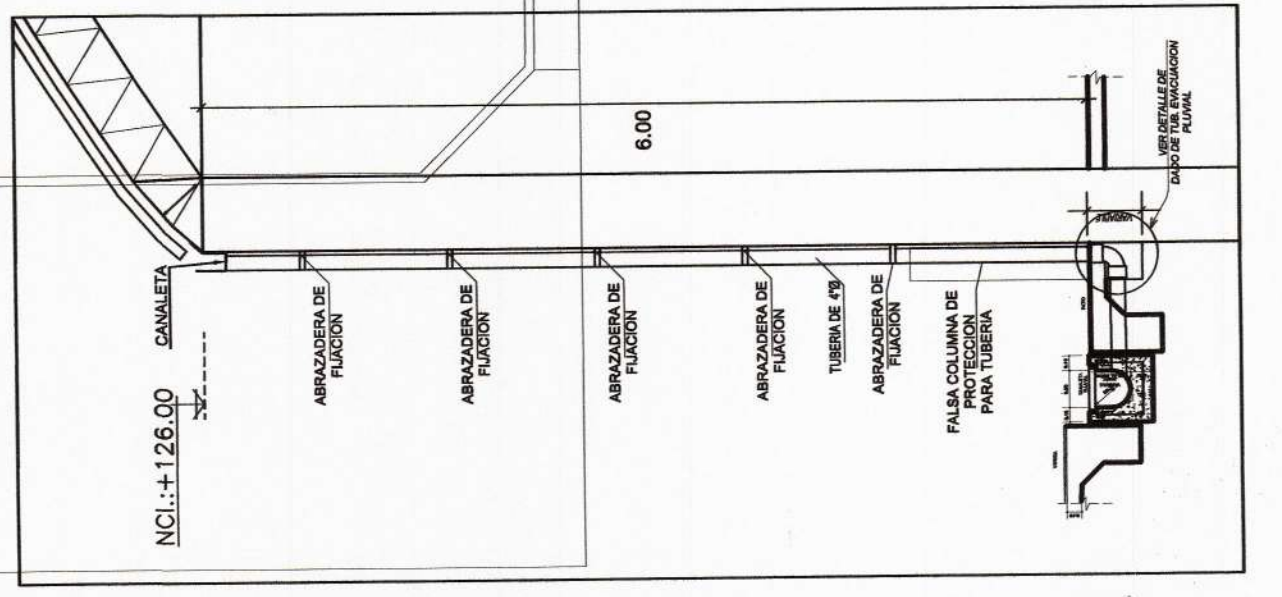 CANALETA
NCI.:+126.00
ABRAZADERA DE
FIJACION
ABRAZADERA DE
FIJACION
ABRAZADERA DE
FIJACION
ABRAZADERA DE
FIJACION
TUBERIA DE 4"Ø
ABRAZADERA DE
FIJACION
FALSA COLUMNA DE
PROTECCION
PARA TUBERIA
6.00
VARIABLE
VER DETALLE DE
DADO DE TUB. EVACUACION
PLUVIAL
VEREDA